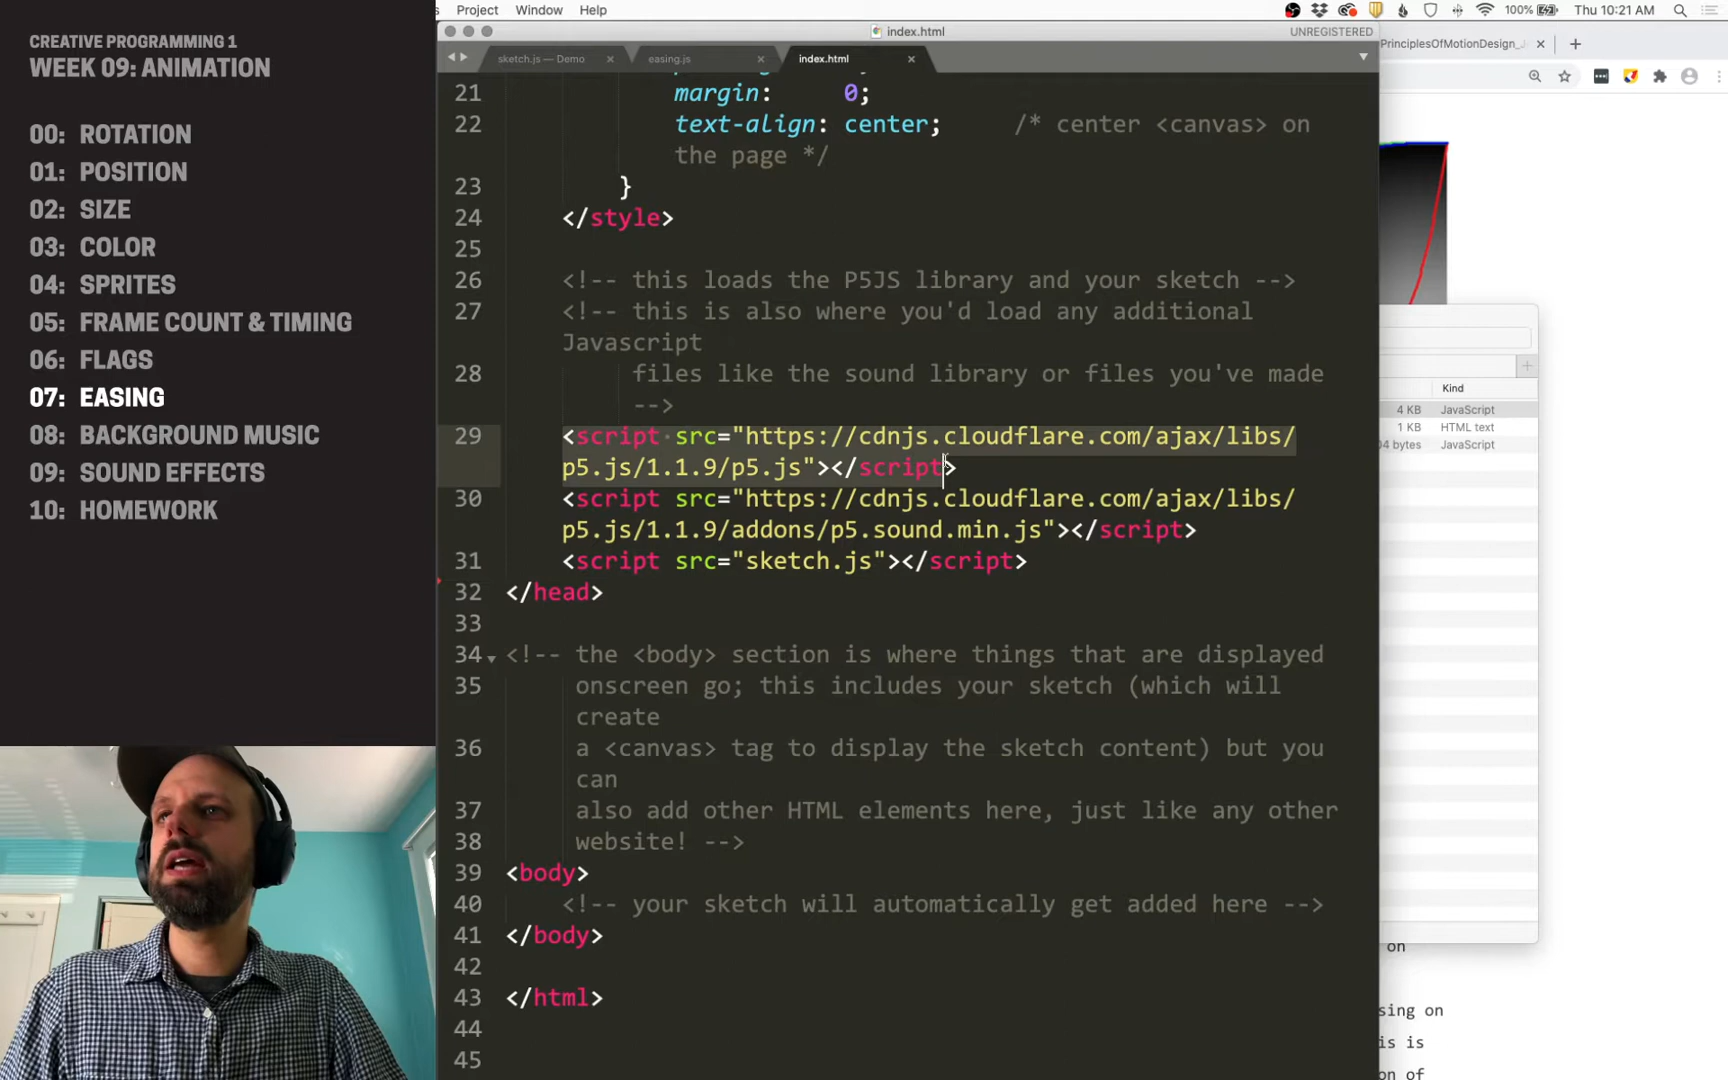 CREATIVE PROGRAMMING 1
WEEK 09: ANIMATION
00: ROTATION
01: POSITION
02: SIZE
03: COLOR
04: SPRITES
05: FRAME COUNT & TIMING
06: FLAGS
07: EASING
08: BACKGROUND MUSIC
09: SOUND EFFECTS
10: HOMEWORK
Project Window Help
100% Thu 10:21 AM
index.html
UNREGISTERED
sketch.js — Demo
easing.js
index.html
PrinciplesOfMotionDesign_
21 margin: 0;
22 text-align: center; /* center <canvas> on
the page */
23 }
24 </style>
25
26 <!-- this loads the P5JS library and your sketch -->
27 <!-- this is also where you'd load any additional
Javascript
28 files like the sound library or files you've made
-->
29 <script src="https://cdnjs.cloudflare.com/ajax/libs/
p5.js/1.1.9/p5.js"></script>
30 <script src="https://cdnjs.cloudflare.com/ajax/libs/
p5.js/1.1.9/addons/p5.sound.min.js"></script>
31 <script src="sketch.js"></script>
32 </head>
33
34 <!-- the <body> section is where things that are displayed
35 onscreen go; this includes your sketch (which will
create
36 a <canvas> tag to display the sketch content) but you
can
37 also add other HTML elements here, just like any other
38 website! -->
39 <body>
40 <!-- your sketch will automatically get added here -->
41 </body>
42
43 </html>
44
45
Kind
4 KB JavaScript
1 KB HTML text
04 bytes JavaScript
on
sing on
is is
on of